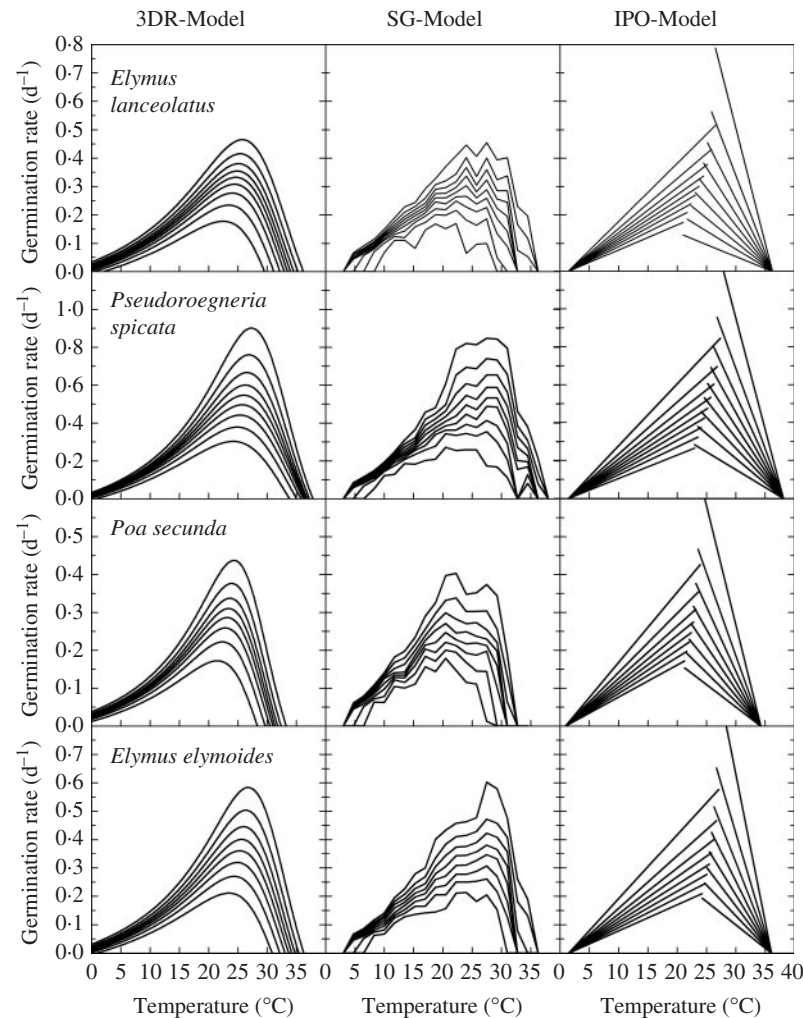 3DR-Model SG-Model IPO-Model
0·8
0·7
0·6
0·5
0·4
0·3
0·2
0·1
0·0
Germination rate (d⁻¹)
Elymus
lanceolatus
1·0
0·8
0·6
0·4
0·2
0·0
Germination rate (d⁻¹)
Pseudoroegneria
spicata
0·5
0·4
0·3
0·2
0·1
0·0
Germination rate (d⁻¹)
Poa secunda
0·7
0·6
0·5
0·4
0·3
0·2
0·1
0·0
Germination rate (d⁻¹)
Elymus elymoides
0 5 10 15 20 25 30 35 0 5 10 15 20 25 30 35 0 5 10 15 20 25 30 35 40
Temperature (°C) Temperature (°C) Temperature (°C)